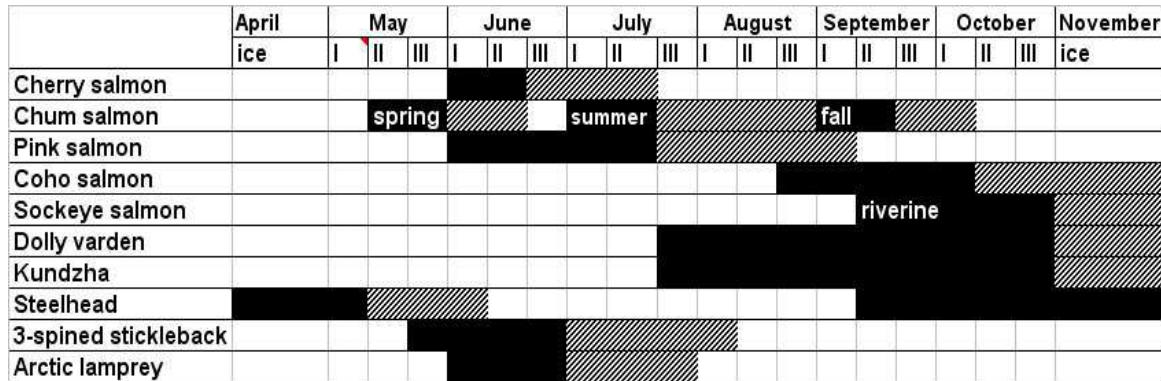 April May June July August September October November
ice I II III I II III I II III I II III I II III I II III ice
Cherry salmon
Chum salmon spring summer fall
Pink salmon
Coho salmon
Sockeye salmon riverine
Dolly varden
Kundzha
Steelhead
3-spined stickleback
Arctic lamprey